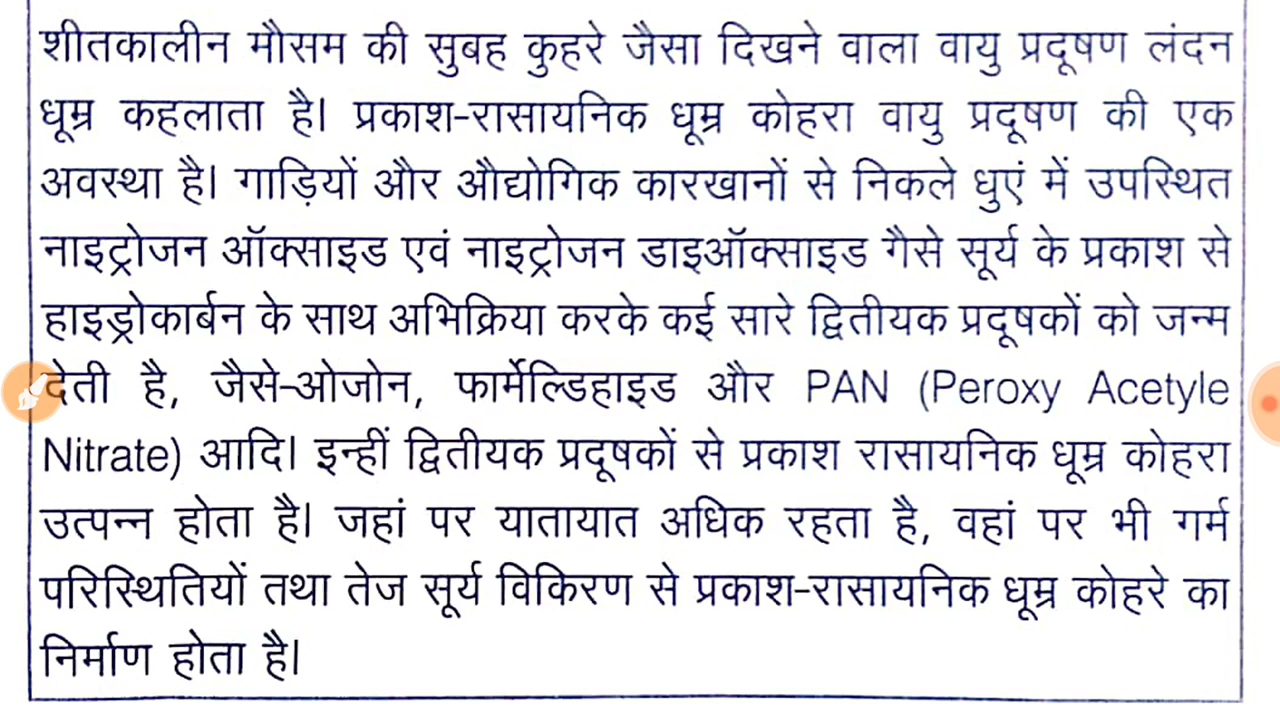 शीतकालीन मौसम की सुबह कुहरे जैसा दिखने वाला वायु प्रदूषण लंदन
धूम्र कहलाता है। प्रकाश-रासायनिक धूम्र कोहरा वायु प्रदूषण की एक
अवस्था है। गाड़ियों और औद्योगिक कारखानों से निकले धुएं में उपस्थित
नाइट्रोजन ऑक्साइड एवं नाइट्रोजन डाइऑक्साइड गैसे सूर्य के प्रकाश से
हाइड्रोकार्बन के साथ अभिक्रिया करके कई सारे द्वितीयक प्रदूषकों को जन्म
देती है, जैसे-ओजोन, फार्मेल्डिहाइड और PAN (Peroxy Acetyle
Nitrate) आदि। इन्हीं द्वितीयक प्रदूषकों से प्रकाश रासायनिक धूम्र कोहरा
उत्पन्न होता है। जहां पर यातायात अधिक रहता है, वहां पर भी गर्म
परिस्थितियों तथा तेज सूर्य विकिरण से प्रकाश-रासायनिक धूम्र कोहरे का
निर्माण होता है।